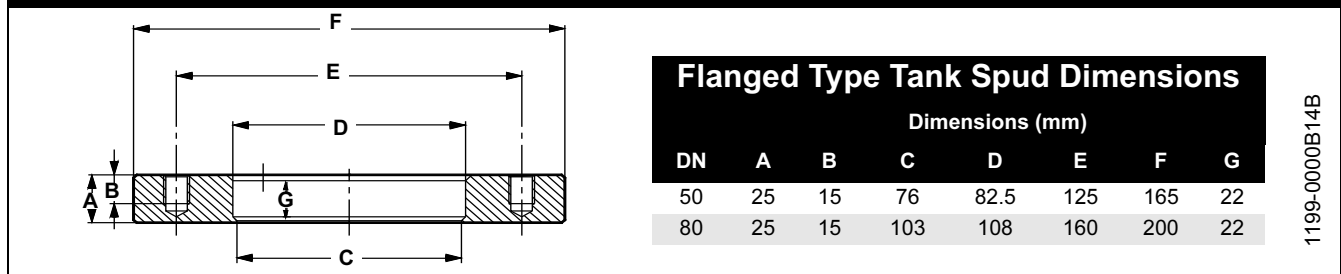 F
E
D
B
A
G
C
Flanged Type Tank Spud Dimensions
Dimensions (mm)
DN A B C D E F G
50 25 15 76 82.5 125 165 22
80 25 15 103 108 160 200 22
1199-0000B14B